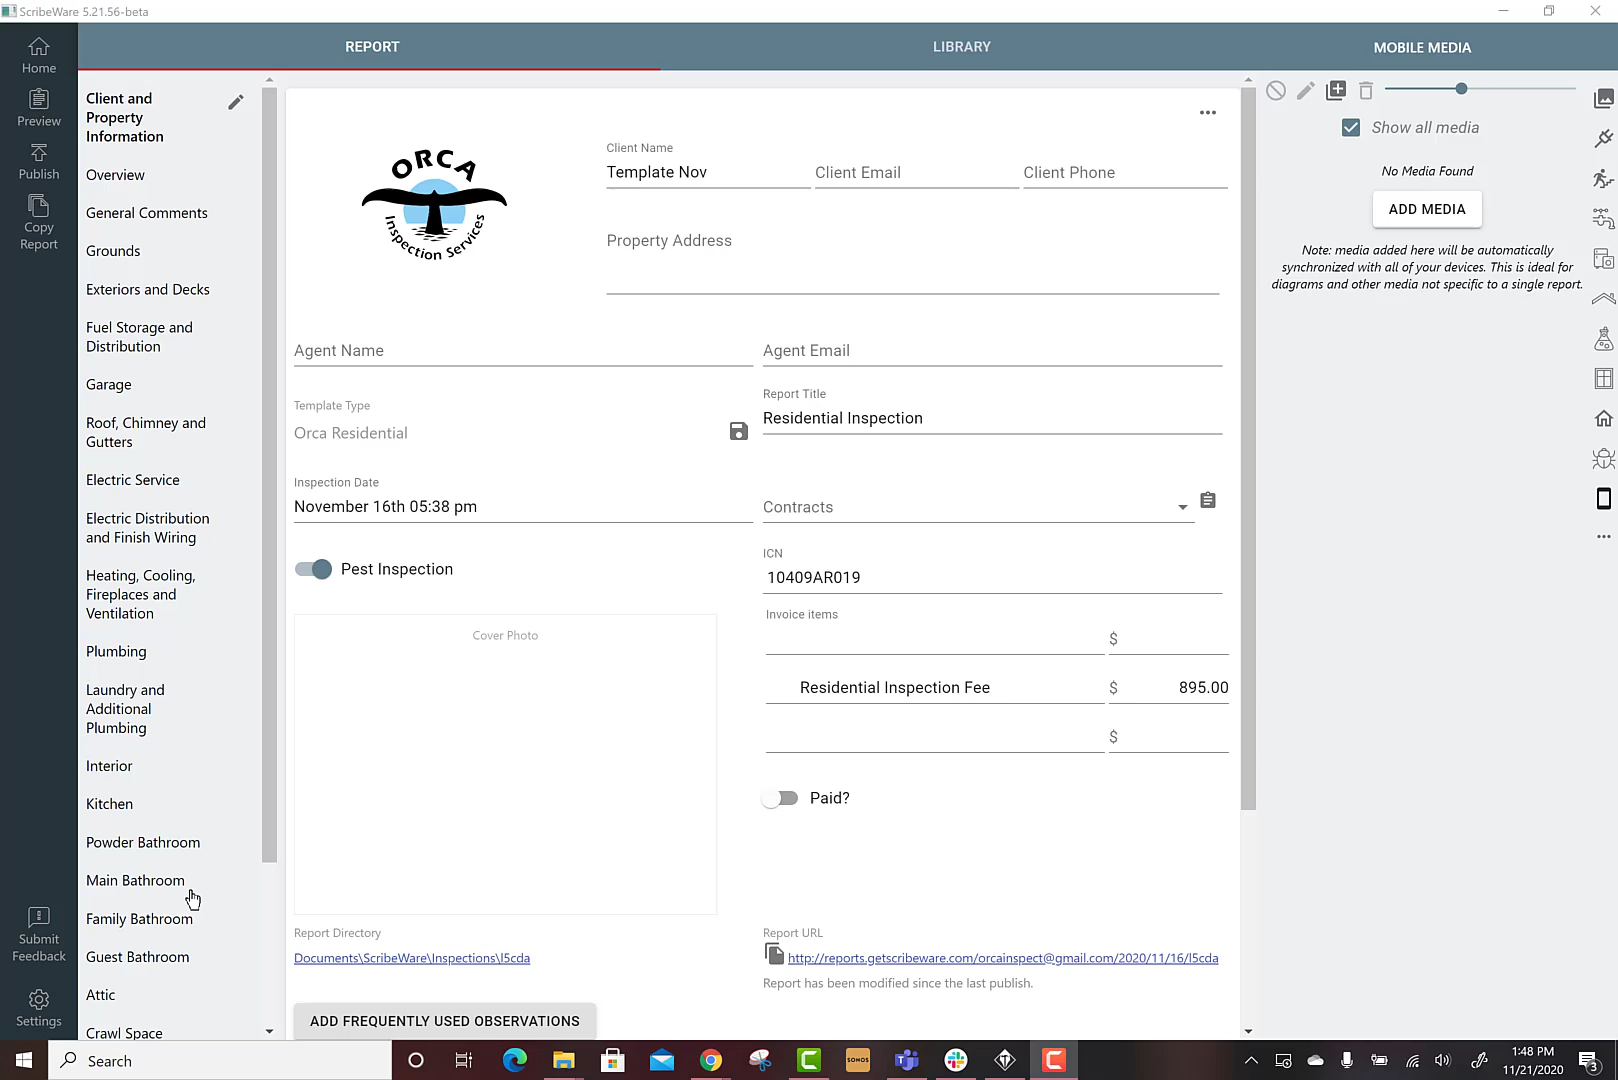 ScribeWare 5.21.56-beta
REPORT
LIBRARY
MOBILE MEDIA
Home
Preview
Publish
Copy
Report
Submit
Feedback
Settings
Client and
Property
Information
Overview
General Comments
Grounds
Exteriors and Decks
Fuel Storage and
Distribution
Garage
Roof, Chimney and
Gutters
Electric Service
Electric Distribution
and Finish Wiring
Heating, Cooling,
Fireplaces and
Ventilation
Plumbing
Laundry and
Additional
Plumbing
Interior
Kitchen
Powder Bathroom
Main Bathroom
Family Bathroom
Guest Bathroom
Attic
Crawl Space
ORCA
Inspection Services
Client Name
Template Nov
Client Email
Client Phone
Property Address
Agent Name
Agent Email
Template Type
Orca Residential
Report Title
Residential Inspection
Inspection Date
November 16th 05:38 pm
Contracts
Pest Inspection
ICN
10409AR019
Invoice items
$
Residential Inspection Fee $ 895.00
$
Cover Photo
Paid?
Report Directory
Documents\ScribeWare\Inspections\l5cda
Report URL
http://reports.getscribeware.com/orcainspect@gmail.com/2020/11/16/l5cda
Report has been modified since the last publish.
ADD FREQUENTLY USED OBSERVATIONS
Show all media
No Media Found
ADD MEDIA
Note: media added here will be automatically
synchronized with all of your devices. This is ideal for
diagrams and other media not specific to a single report.
Search
SONOS
1:48 PM
11/21/2020
3